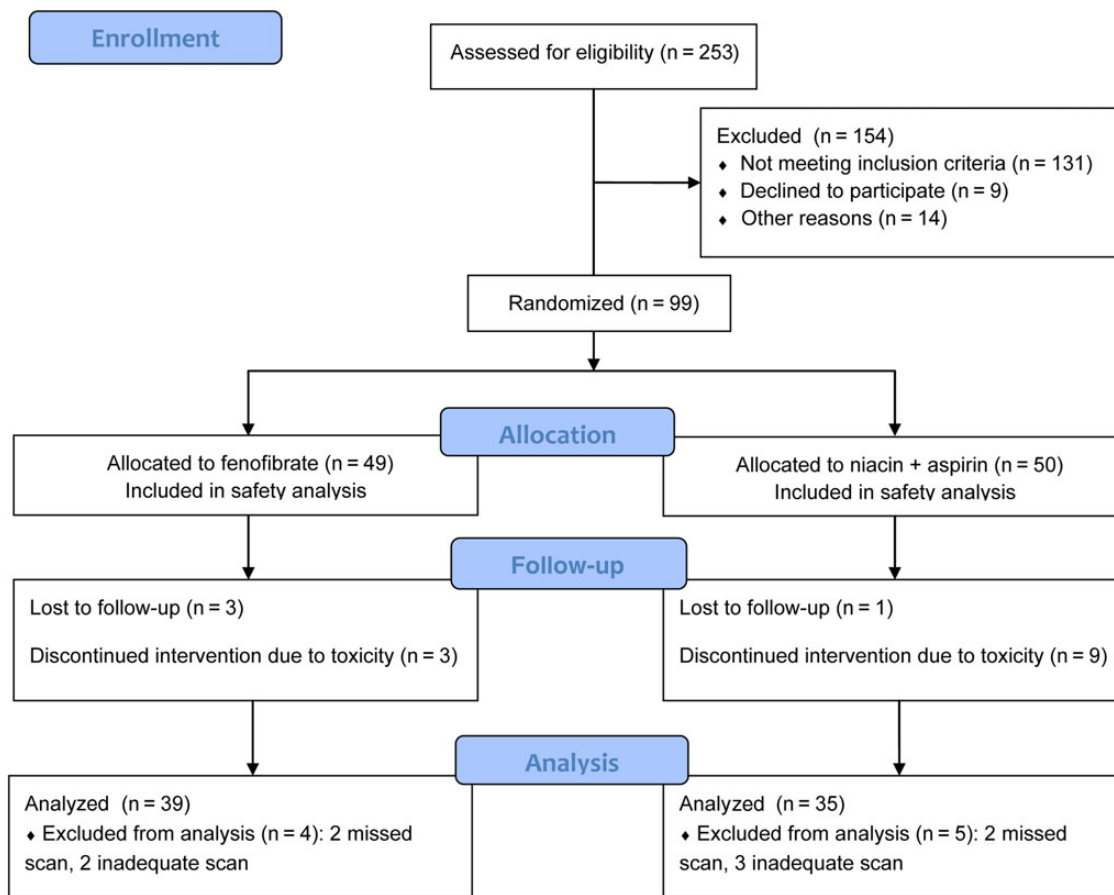 Enrollment
Assessed for eligibility (n = 253)
Excluded (n = 154)
♦ Not meeting inclusion criteria (n = 131)
♦ Declined to participate (n = 9)
♦ Other reasons (n = 14)
Randomized (n = 99)
Allocation
Allocated to fenofibrate (n = 49)
Included in safety analysis
Allocated to niacin + aspirin (n = 50)
Included in safety analysis
Follow-up
Lost to follow-up (n = 3)
Discontinued intervention due to toxicity (n = 3)
Lost to follow-up (n = 1)
Discontinued intervention due to toxicity (n = 9)
Analysis
Analyzed (n = 39)
♦ Excluded from analysis (n = 4): 2 missed
scan, 2 inadequate scan
Analyzed (n = 35)
♦ Excluded from analysis (n = 5): 2 missed
scan, 3 inadequate scan